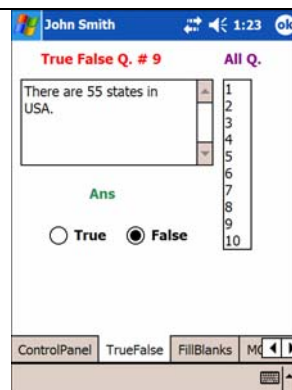 John Smith 1:23 ok
True False Q. # 9 All Q.
There are 55 states in
USA.
1
2
3
4
5
6
7
8
9
10
Ans
True False
ControlPanel TrueFalse FillBlanks